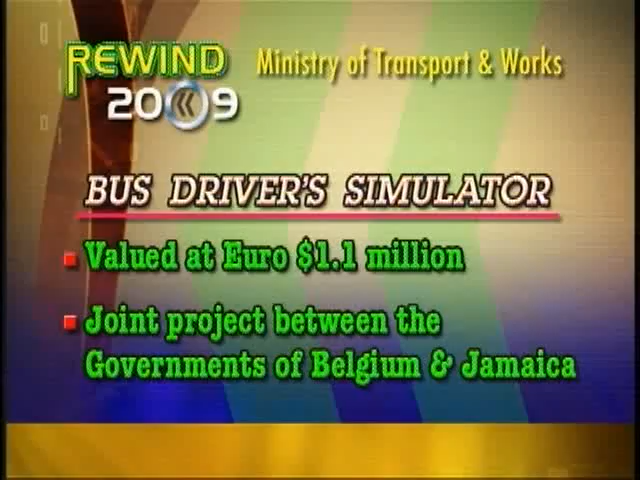 REWIND
2009
Ministry of Transport & Works
BUS DRIVER'S SIMULATOR
Valued at Euro $1.1 million
Joint project between the
Governments of Belgium & Jamaica